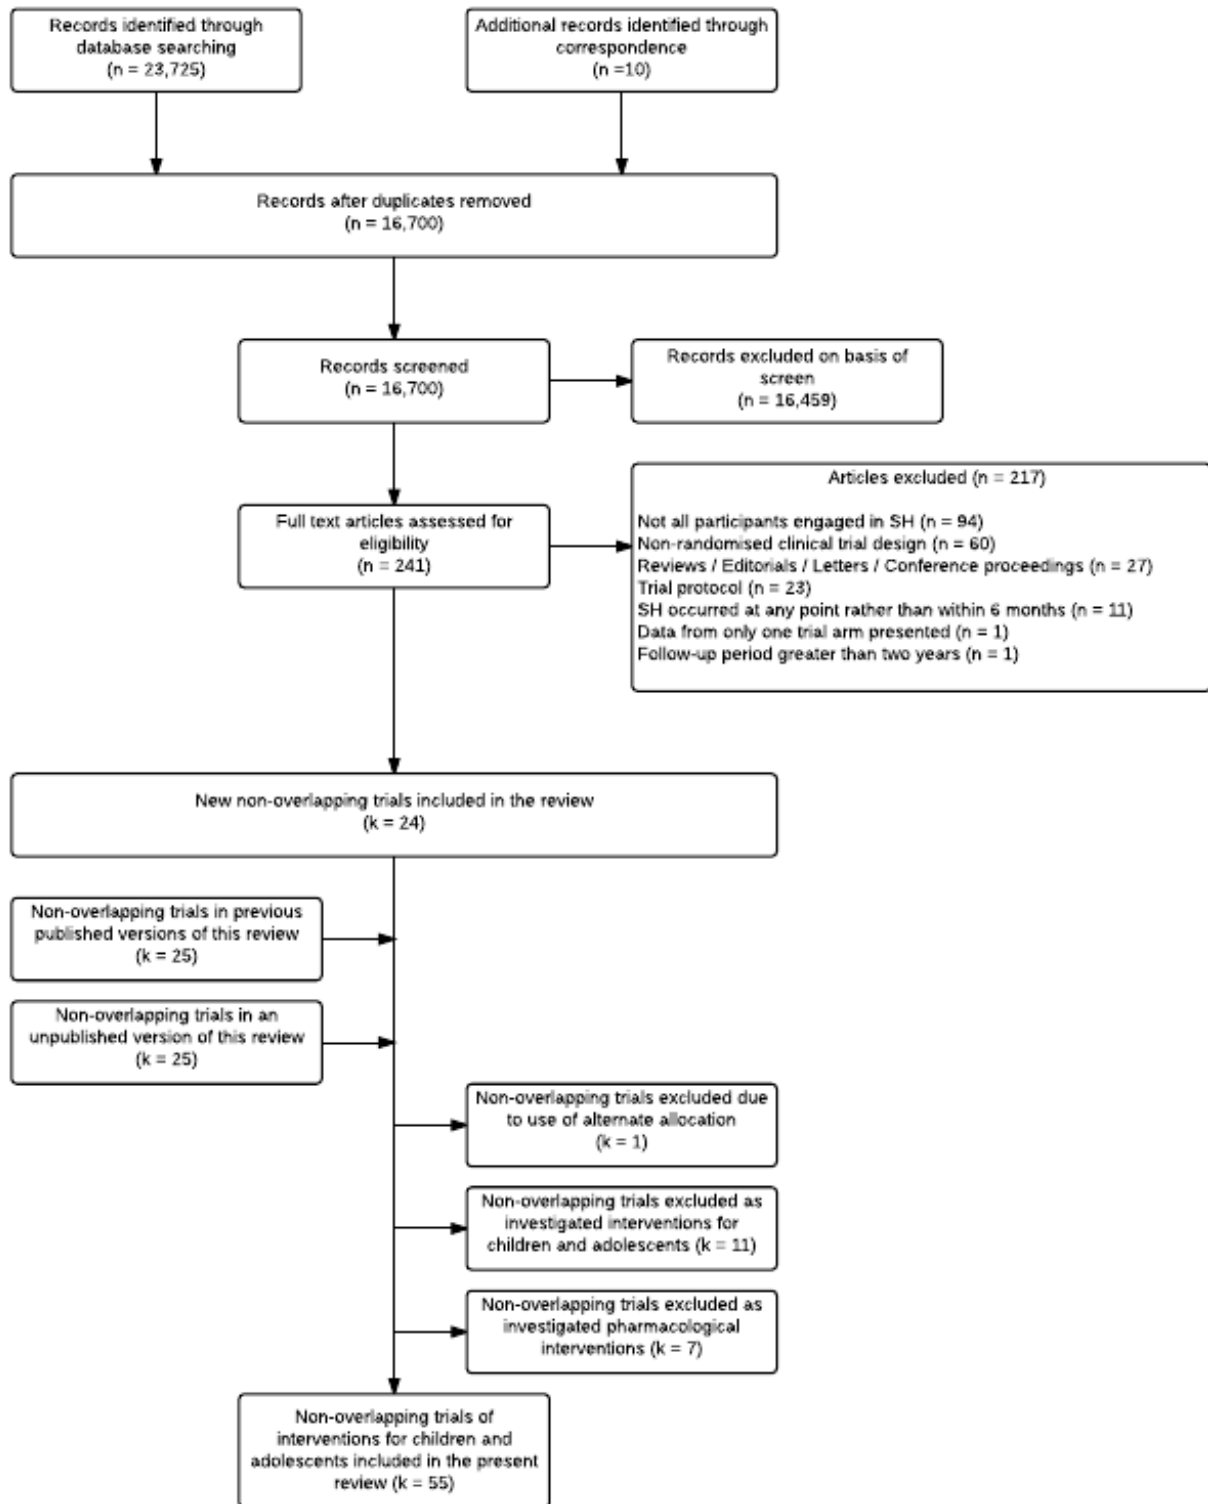 Records identified through
database searching
(n = 23,725)
Additional records identified through
correspondence
(n =10)
Records after duplicates removed
(n = 16,700)
Records screened
(n = 16,700)
Records excluded on basis of
screen
(n = 16,459)
Full text articles assessed for
eligibility
(n = 241)
Articles excluded (n = 217)
Not all participants engaged in SH (n = 94)
Non-randomised clinical trial design (n = 60)
Reviews / Editorials / Letters / Conference proceedings (n = 27)
Trial protocol (n = 23)
SH occurred at any point rather than within 6 months (n = 11)
Data from only one trial arm presented (n = 1)
Follow-up period greater than two years (n = 1)
New non-overlapping trials included in the review
(k = 24)
Non-overlapping trials in previous
published versions of this review
(k = 25)
Non-overlapping trials in an
unpublished version of this review
(k = 25)
Non-overlapping trials excluded due
to use of alternate allocation
(k = 1)
Non-overlapping trials excluded as
investigated interventions for
children and adolescents (k = 11)
Non-overlapping trials excluded as
investigated pharmacological
interventions (k = 7)
Non-overlapping trials of
interventions for children and
adolescents included in the present
review (k = 55)